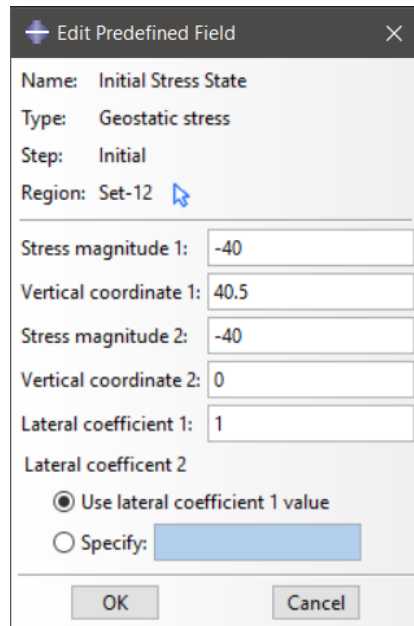 Edit Predefined Field
Name: Initial Stress State
Type: Geostatic stress
Step: Initial
Region: Set-12
Stress magnitude 1: -40
Vertical coordinate 1: 40.5
Stress magnitude 2: -40
Vertical coordinate 2: 0
Lateral coefficient 1: 1
Lateral coefficent 2
Use lateral coefficient 1 value
Specify:
OK Cancel